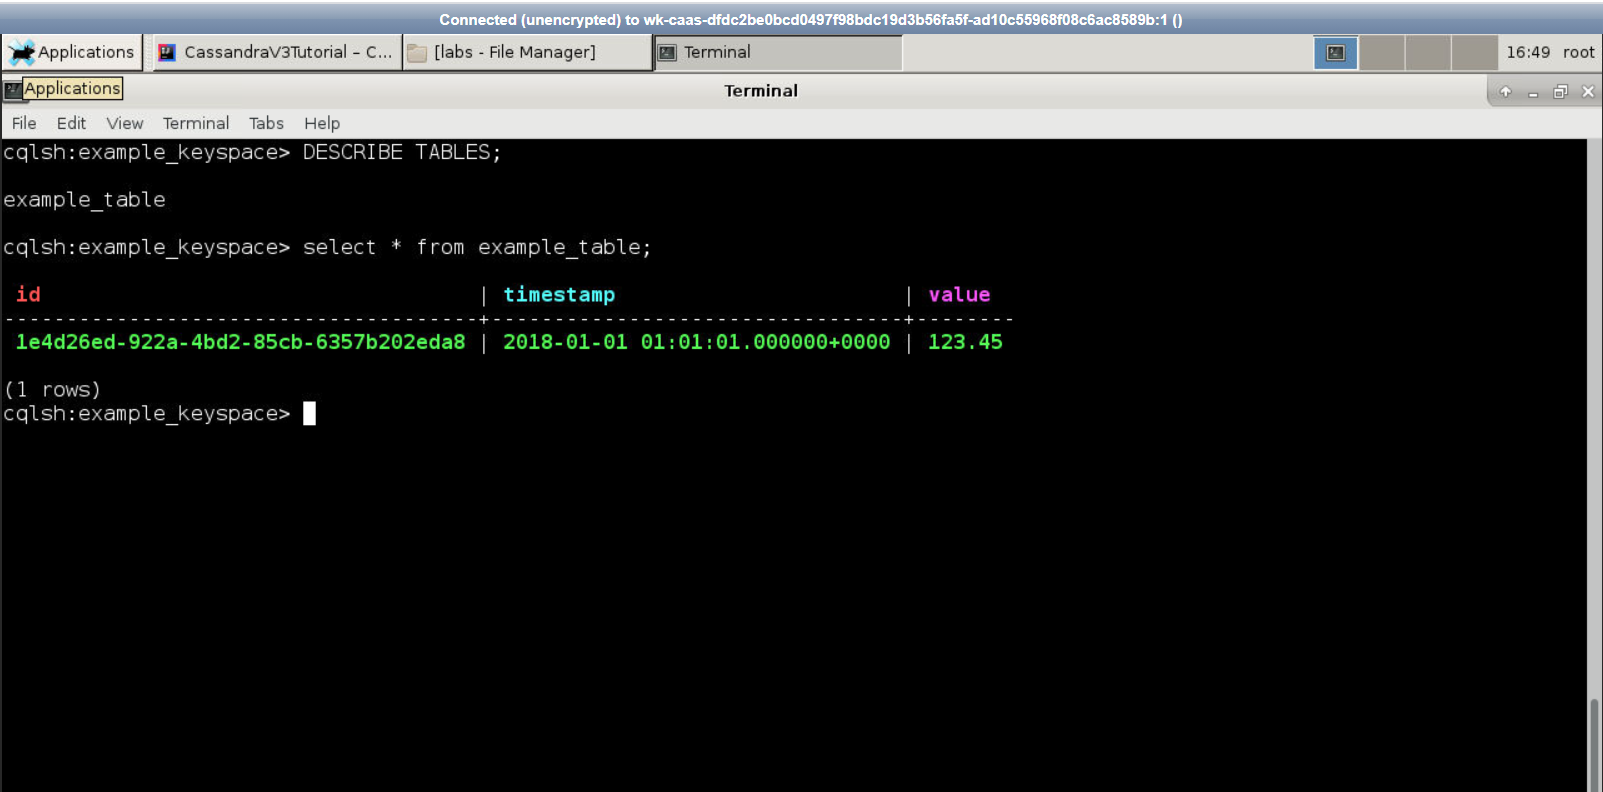 Connected (unencrypted) to wk-caas-dfdc2be0bcd0497f98bdc19d3b56fa5f-ad10c55968f08c6ac8589b:1 ()
Applications CassandraV3Tutorial – C... [labs - File Manager] Terminal 16:49 root
Applications Terminal
File Edit View Terminal Tabs Help
cqlsh:example_keyspace> DESCRIBE TABLES;
example_table
cqlsh:example_keyspace> select * from example_table;
id | timestamp | value
--------------------------------------+---------------------------------+--------
1e4d26ed-922a-4bd2-85cb-6357b202eda8 | 2018-01-01 01:01:01.000000+0000 | 123.45
(1 rows)
cqlsh:example_keyspace>